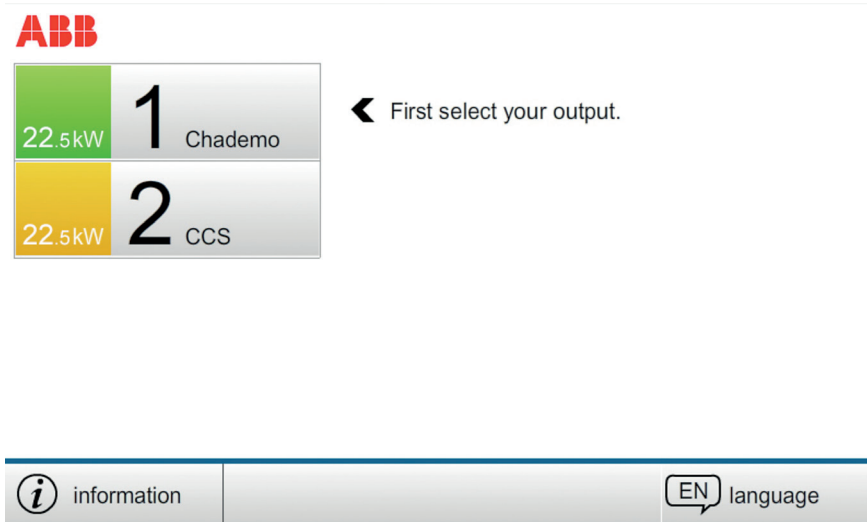 ABB
22.5kW 1 Chademo
First select your output.
22.5kW 2 CCS
i information
EN language